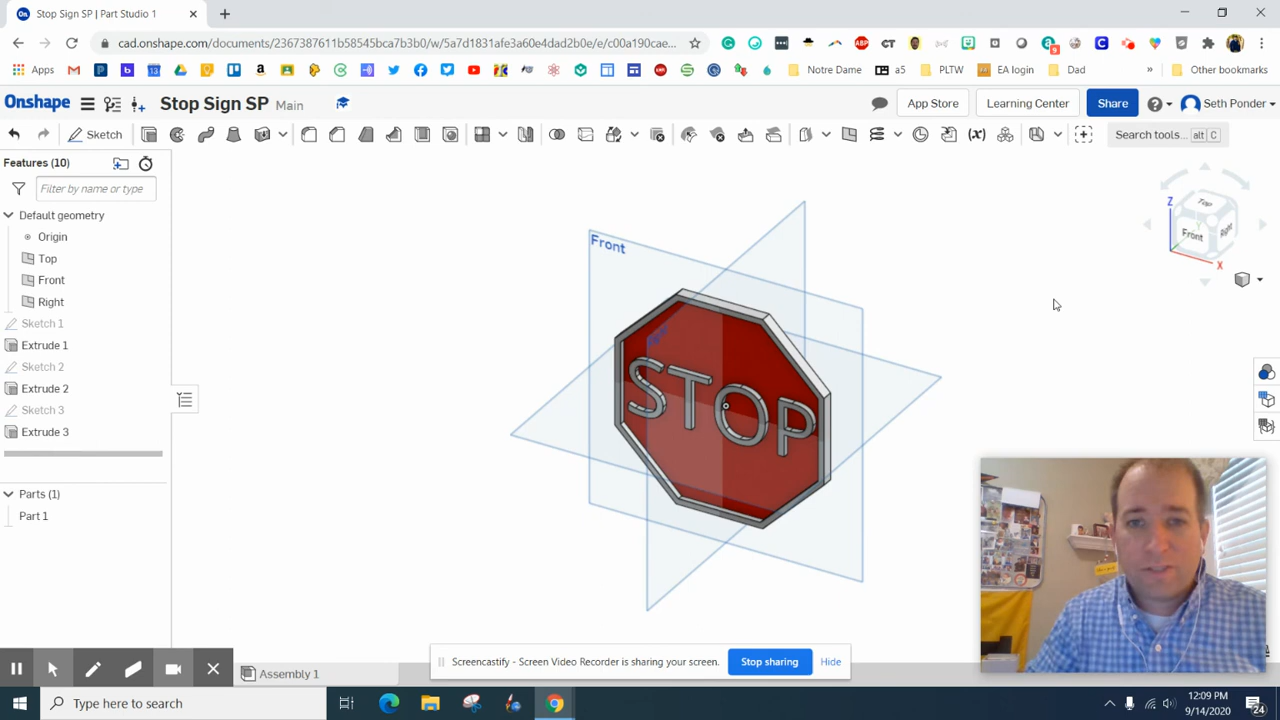 Stop Sign SP | Part Studio 1
cad.onshape.com/documents/2367387611b5b545bca7b3b0/w/5a7d1831afe3a60e4dad2b0e/e/c00a190cae...
Apps
Notre Dame
a5
PLTW
EA login
Dad
»
Other bookmarks
Onshape
Stop Sign SP Main
App Store
Learning Center
Share
Seth Ponder
Sketch
(x)
Search tools... alt C
Features (10)
Filter by name or type
Default geometry
Origin
Top
Front
Right
Sketch 1
Extrude 1
Sketch 2
Extrude 2
Sketch 3
Extrude 3
Parts (1)
Part 1
Front
STOP
Z
Top
Front
Right
X
Screencastify - Screen Video Recorder is sharing your screen.
Stop sharing
Hide
Assembly 1
Type here to search
12:09 PM
9/14/2020
24